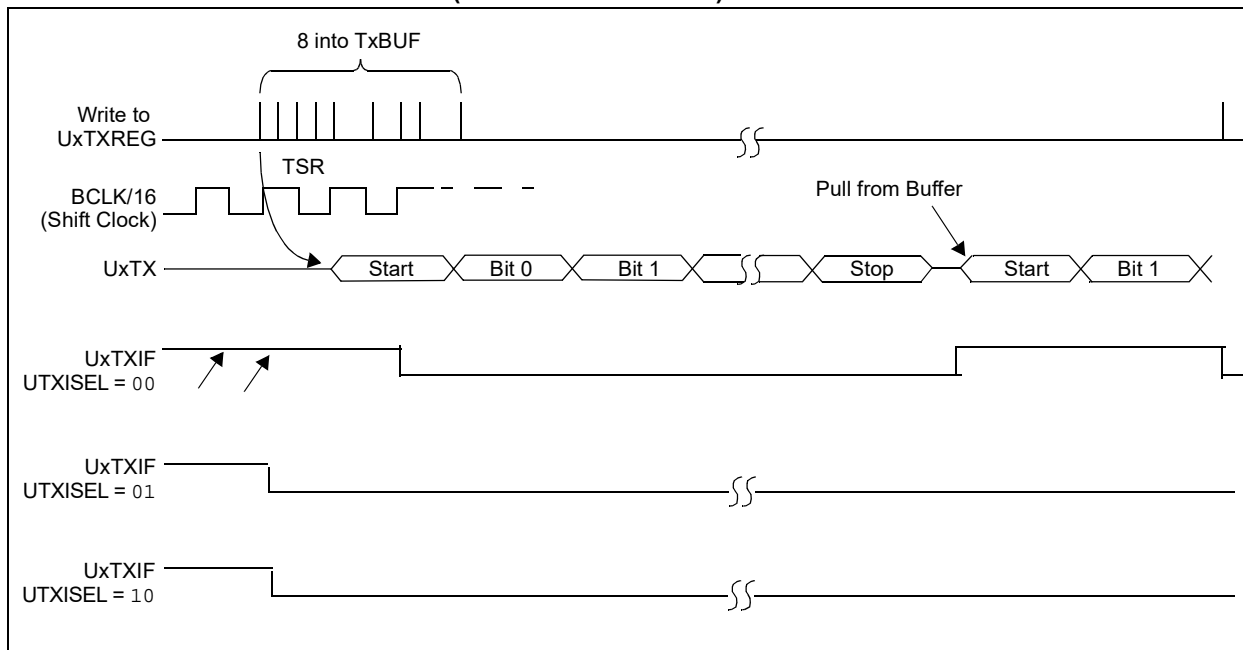 8 into TxBUF
Write to
UxTXREG
TSR
BCLK/16
(Shift Clock)
Pull from Buffer
UxTX
Start
Bit 0
Bit 1
Stop
Start
Bit 1
UxTXIF
UTXISEL = 00
UxTXIF
UTXISEL = 01
UxTXIF
UTXISEL = 10